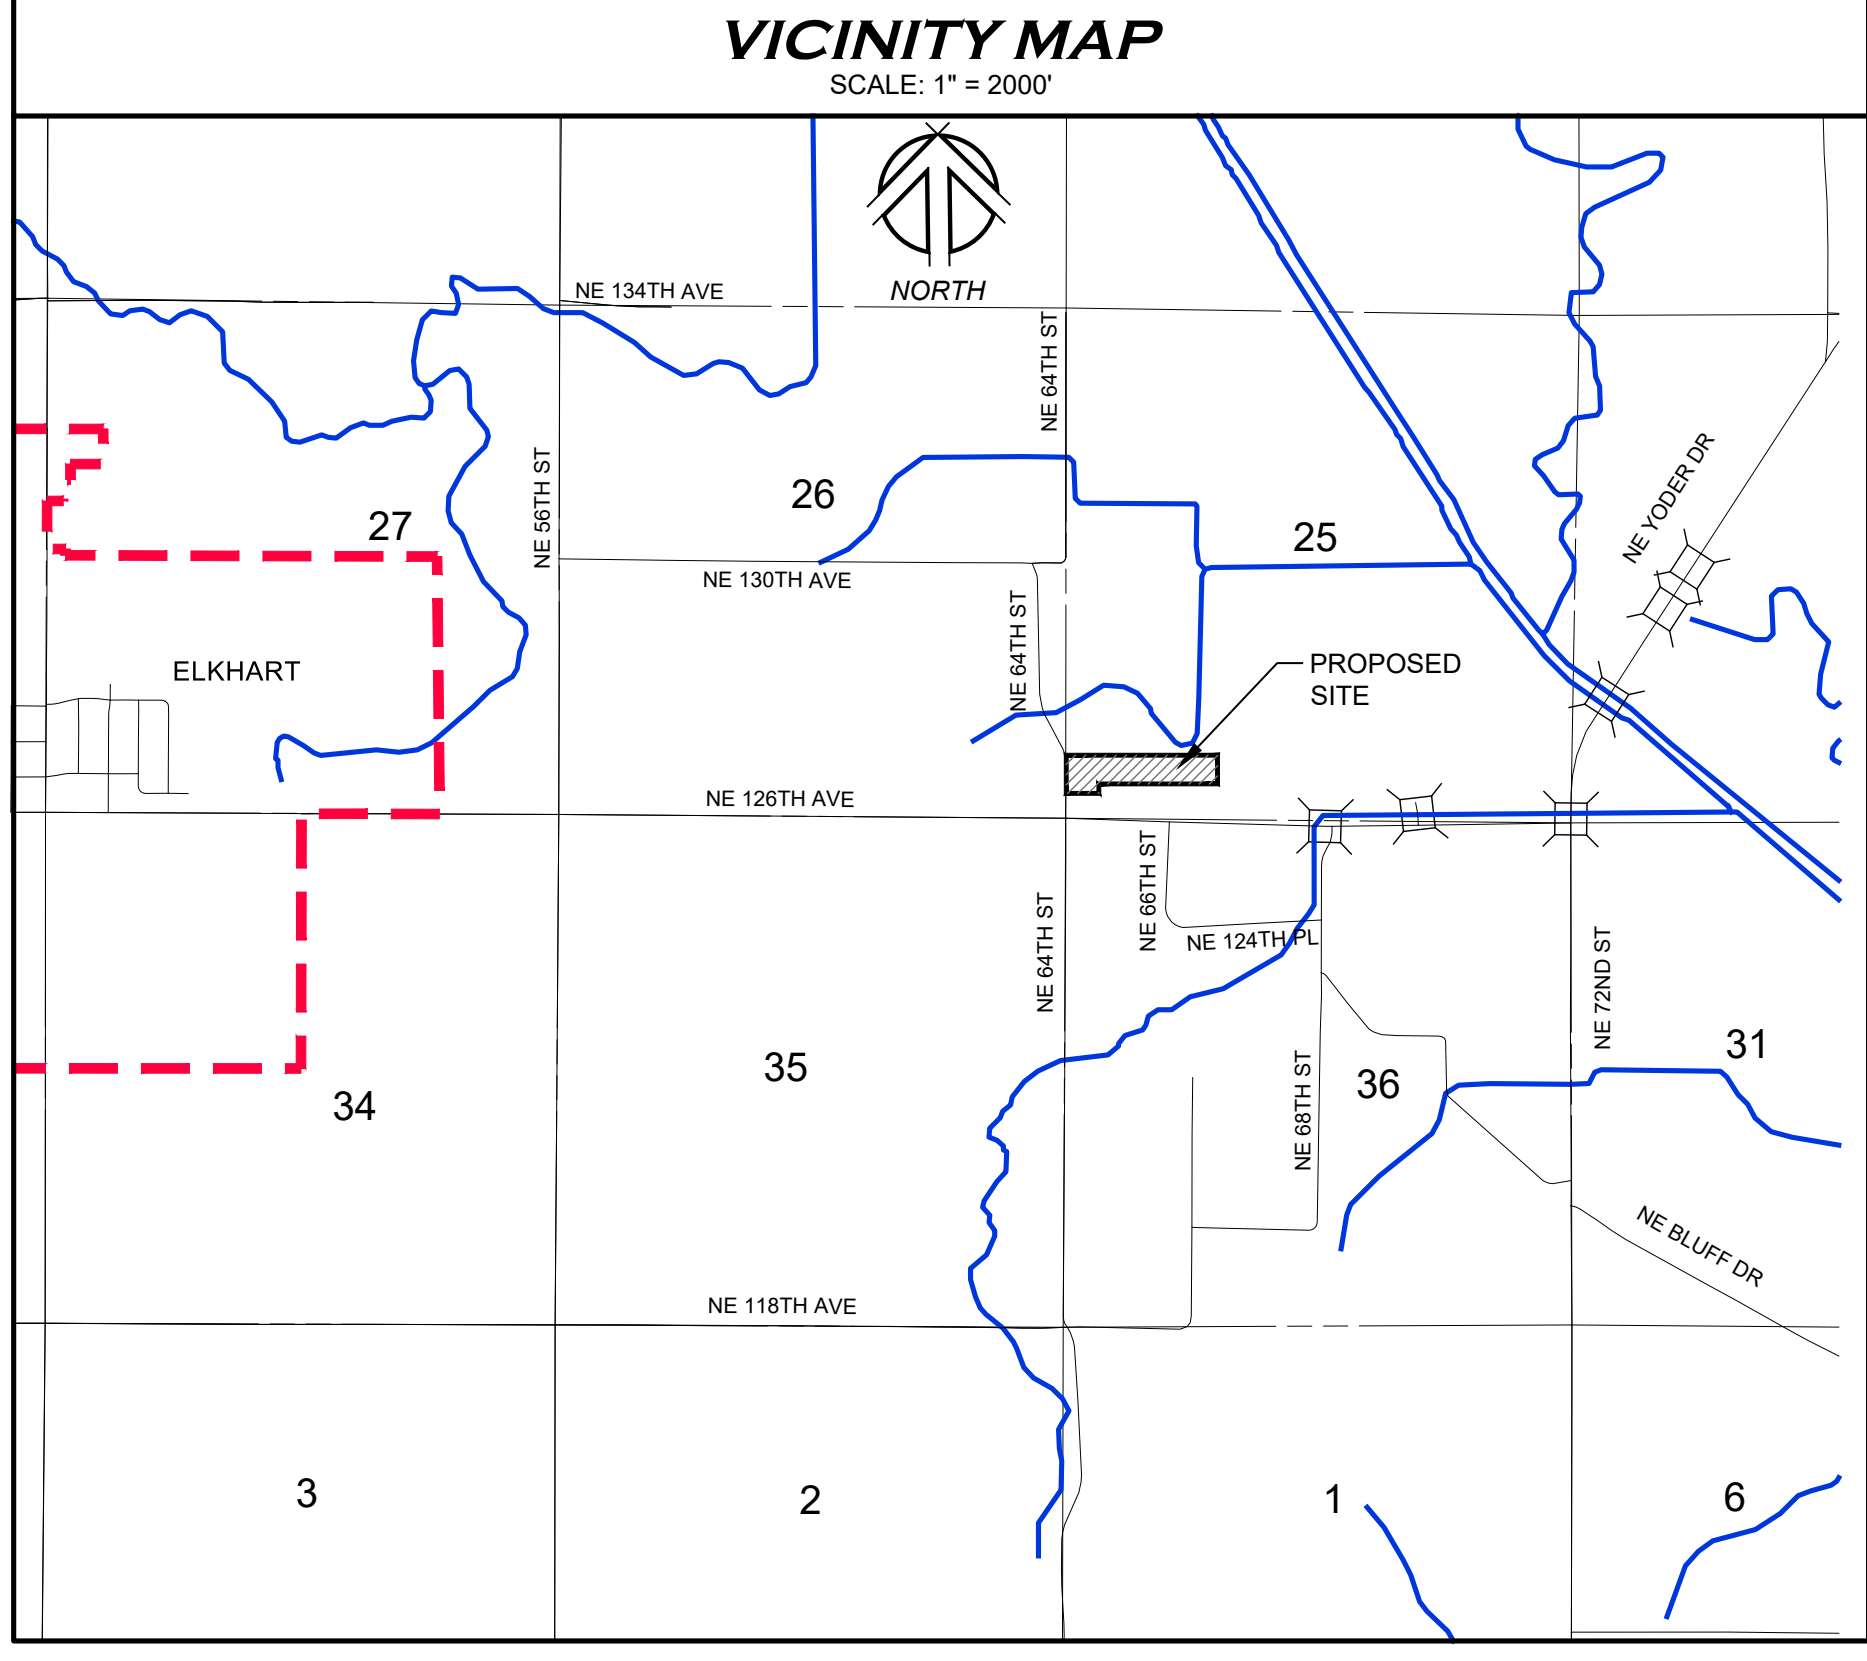 VICINITY MAP
SCALE: 1" = 2000'
NE 134TH AVE
NORTH
NE 64TH ST
NE YODER DR
NE 56TH ST
26
27
25
NE 130TH AVE
NE 64TH ST
ELKHART
PROPOSED
SITE
NE 126TH AVE
NE 66TH ST
NE 64TH ST
NE 124TH PL
NE 72ND ST
31
35
36
34
NE 68TH ST
NE BLUFF DR
NE 118TH AVE
3
2
1
6